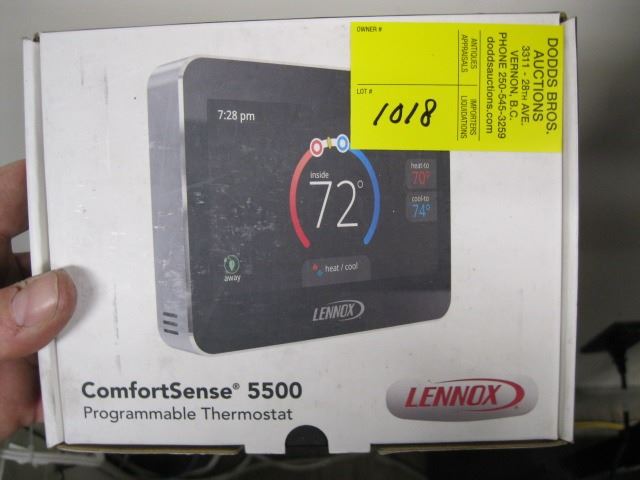 OWNER #
LOT #
1018
ANTIQUES
APPRAISALS
IMPORTERS
LIQUIDATIONS
DODDS BROS.
AUCTIONS
3311 - 28TH AVE.
VERNON, B.C.
PHONE 250-545-3259
doddsauctions.com
7:28 pm
inside
72°
heat-to
70°
cool-to
74°
away
heat / cool
LENNOX
ComfortSense® 5500
Programmable Thermostat
LENNOX